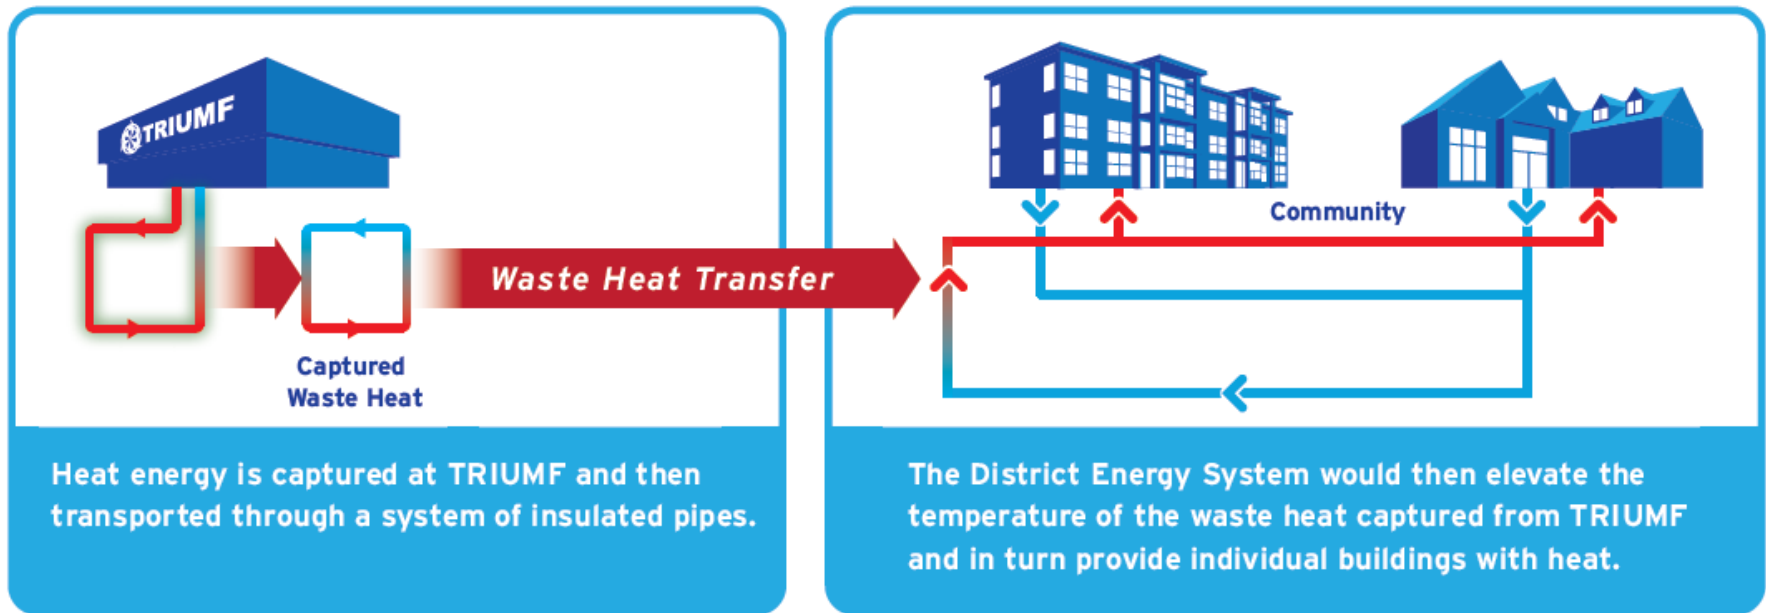 TRIUMF
Captured
Waste Heat
Waste Heat Transfer
Heat energy is captured at TRIUMF and then
transported through a system of insulated pipes.
Community
The District Energy System would then elevate the
temperature of the waste heat captured from TRIUMF
and in turn provide individual buildings with heat.